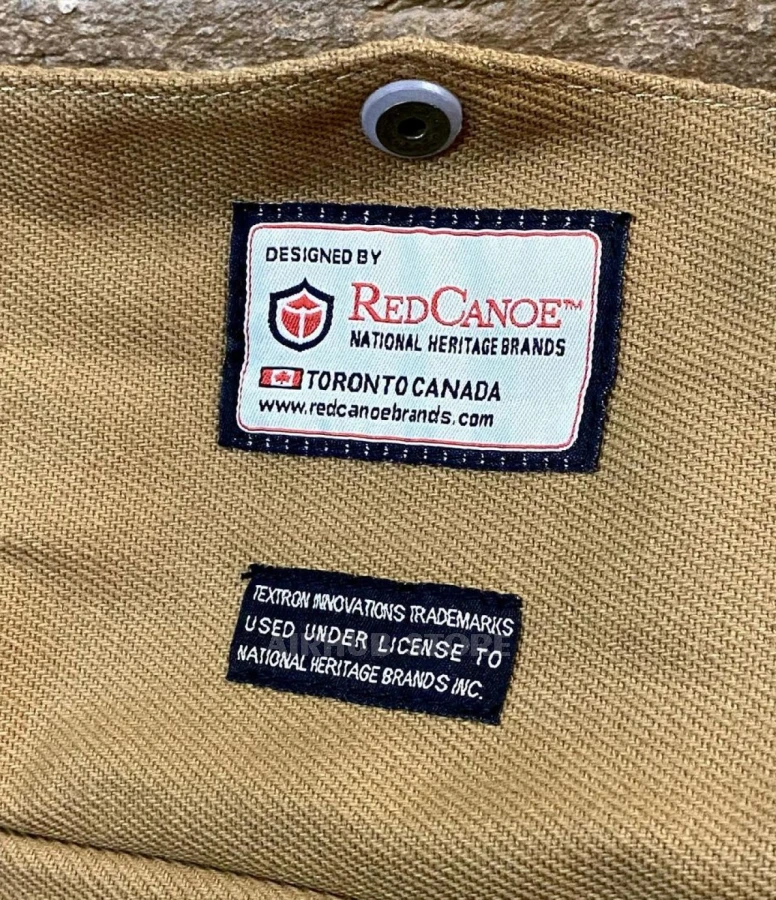 DESIGNED BY
REDCANOE™
NATIONAL HERITAGE BRANDS
TORONTO CANADA
www.redcanoebrands.com
TEXTRON INNOVATIONS TRADEMARKS
USED UNDER LICENSE TO
NATIONAL HERITAGE BRANDS INC.